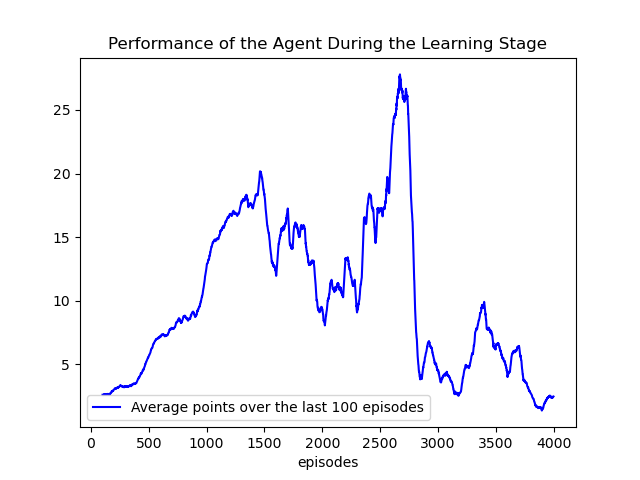 Performance of the Agent During the Learning Stage
25
20
15
10
5
Average points over the last 100 episodes
0 500 1000 1500 2000 2500 3000 3500 4000
episodes